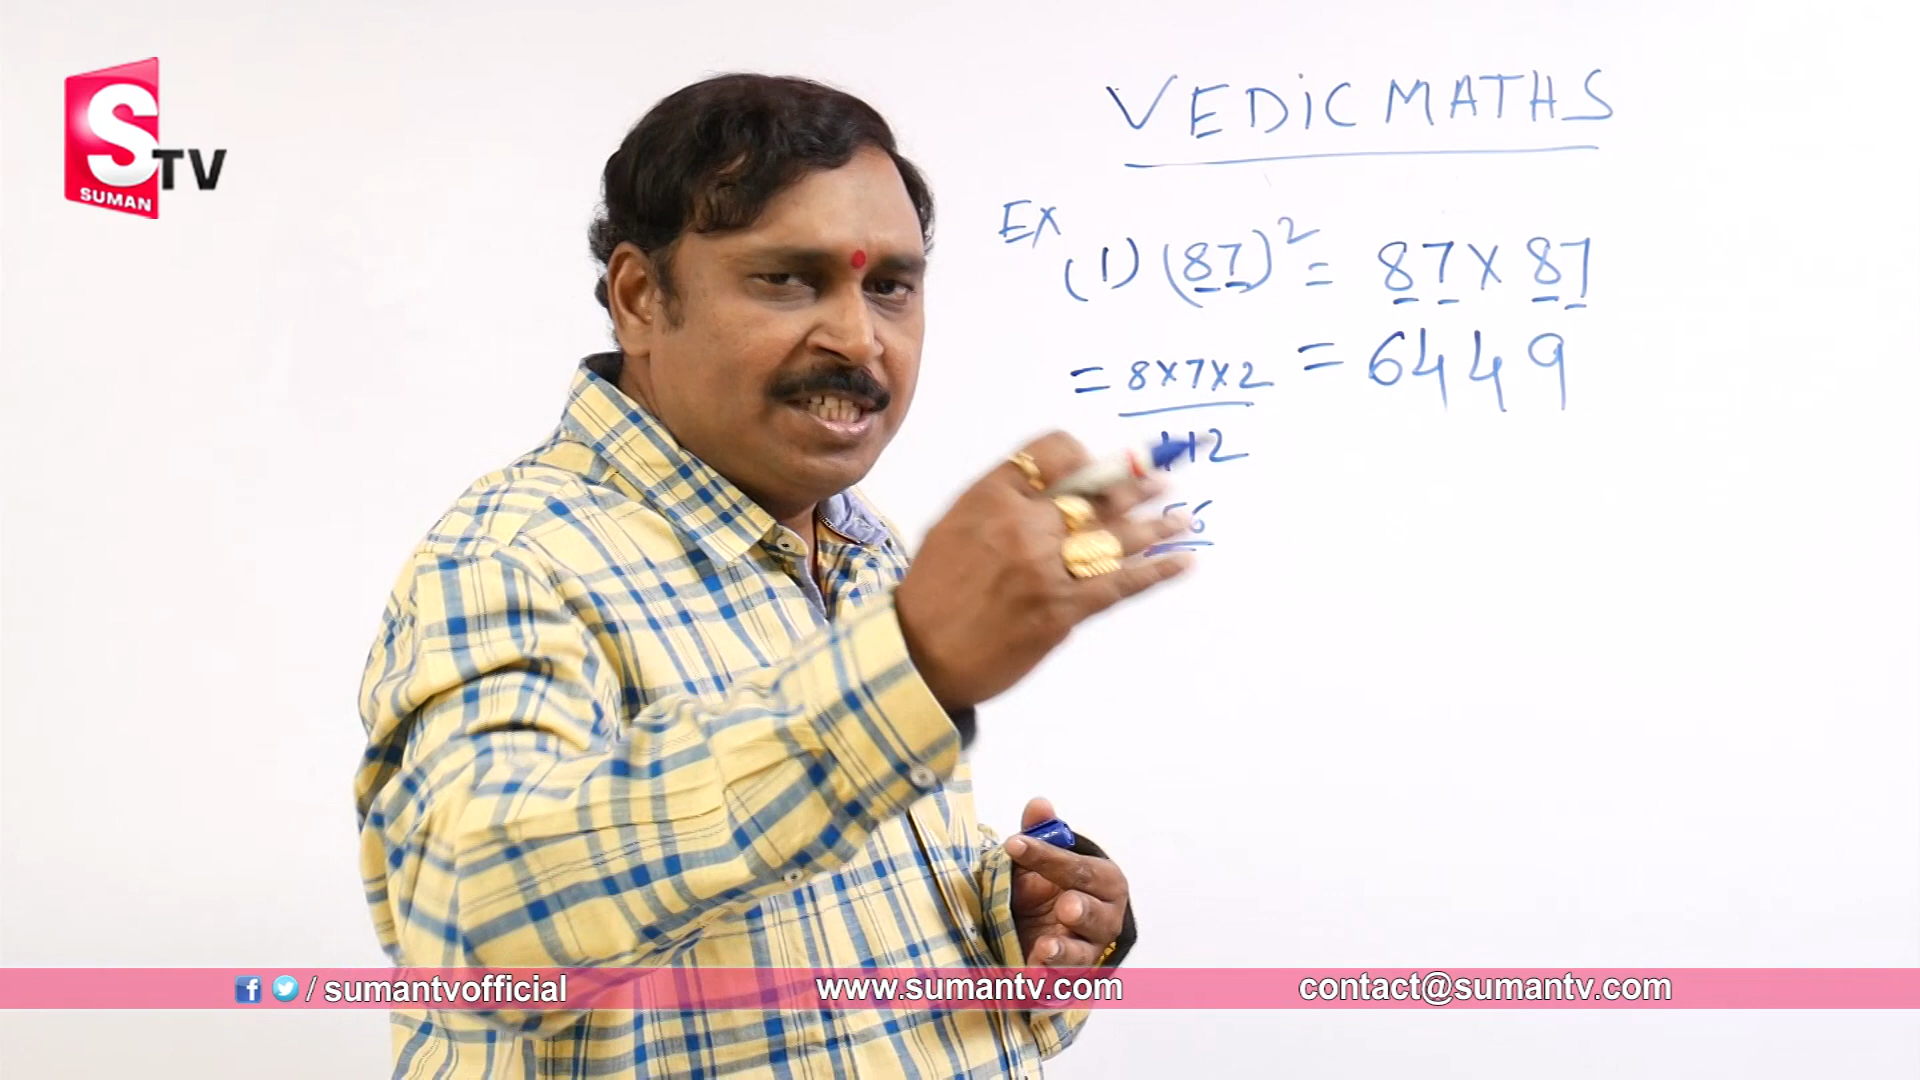 S TV
SUMAN
VEDIC MATHS
Ex
(1) (87)² = 87 x 87
= 8x7x2 = 6449
112
56
/ sumantvofficial
www.sumantv.com
contact@sumantv.com